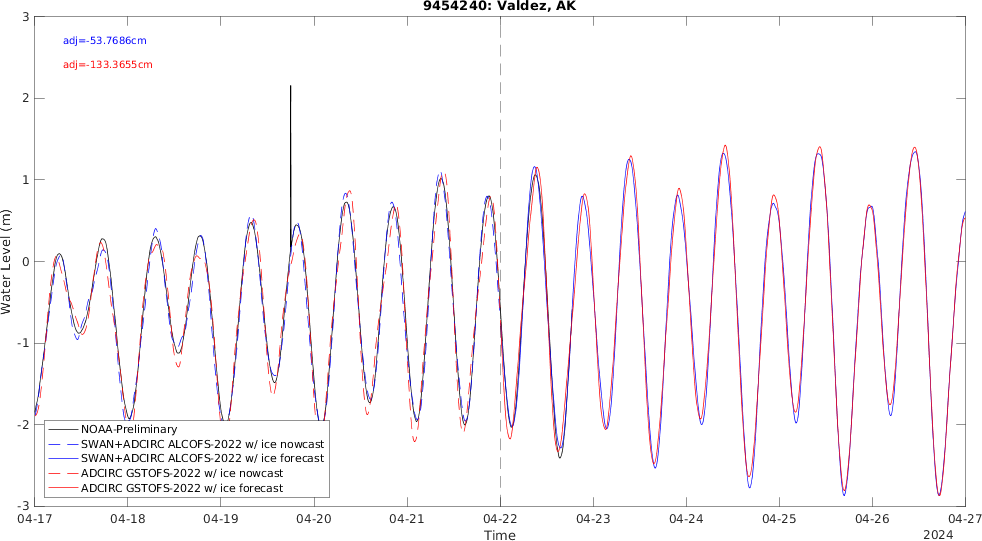 9454240: Valdez, AK
adj=-53.7686cm
adj=-133.3655cm
3
2
1
0
-1
-2
-3
Water Level (m)
NOAA-Preliminary
SWAN+ADCIRC ALCOFS-2022 w/ ice nowcast
SWAN+ADCIRC ALCOFS-2022 w/ ice forecast
ADCIRC GSTOFS-2022 w/ ice nowcast
ADCIRC GSTOFS-2022 w/ ice forecast
04-17 04-18 04-19 04-20 04-21 04-22 04-23 04-24 04-25 04-26 04-27
Time
2024